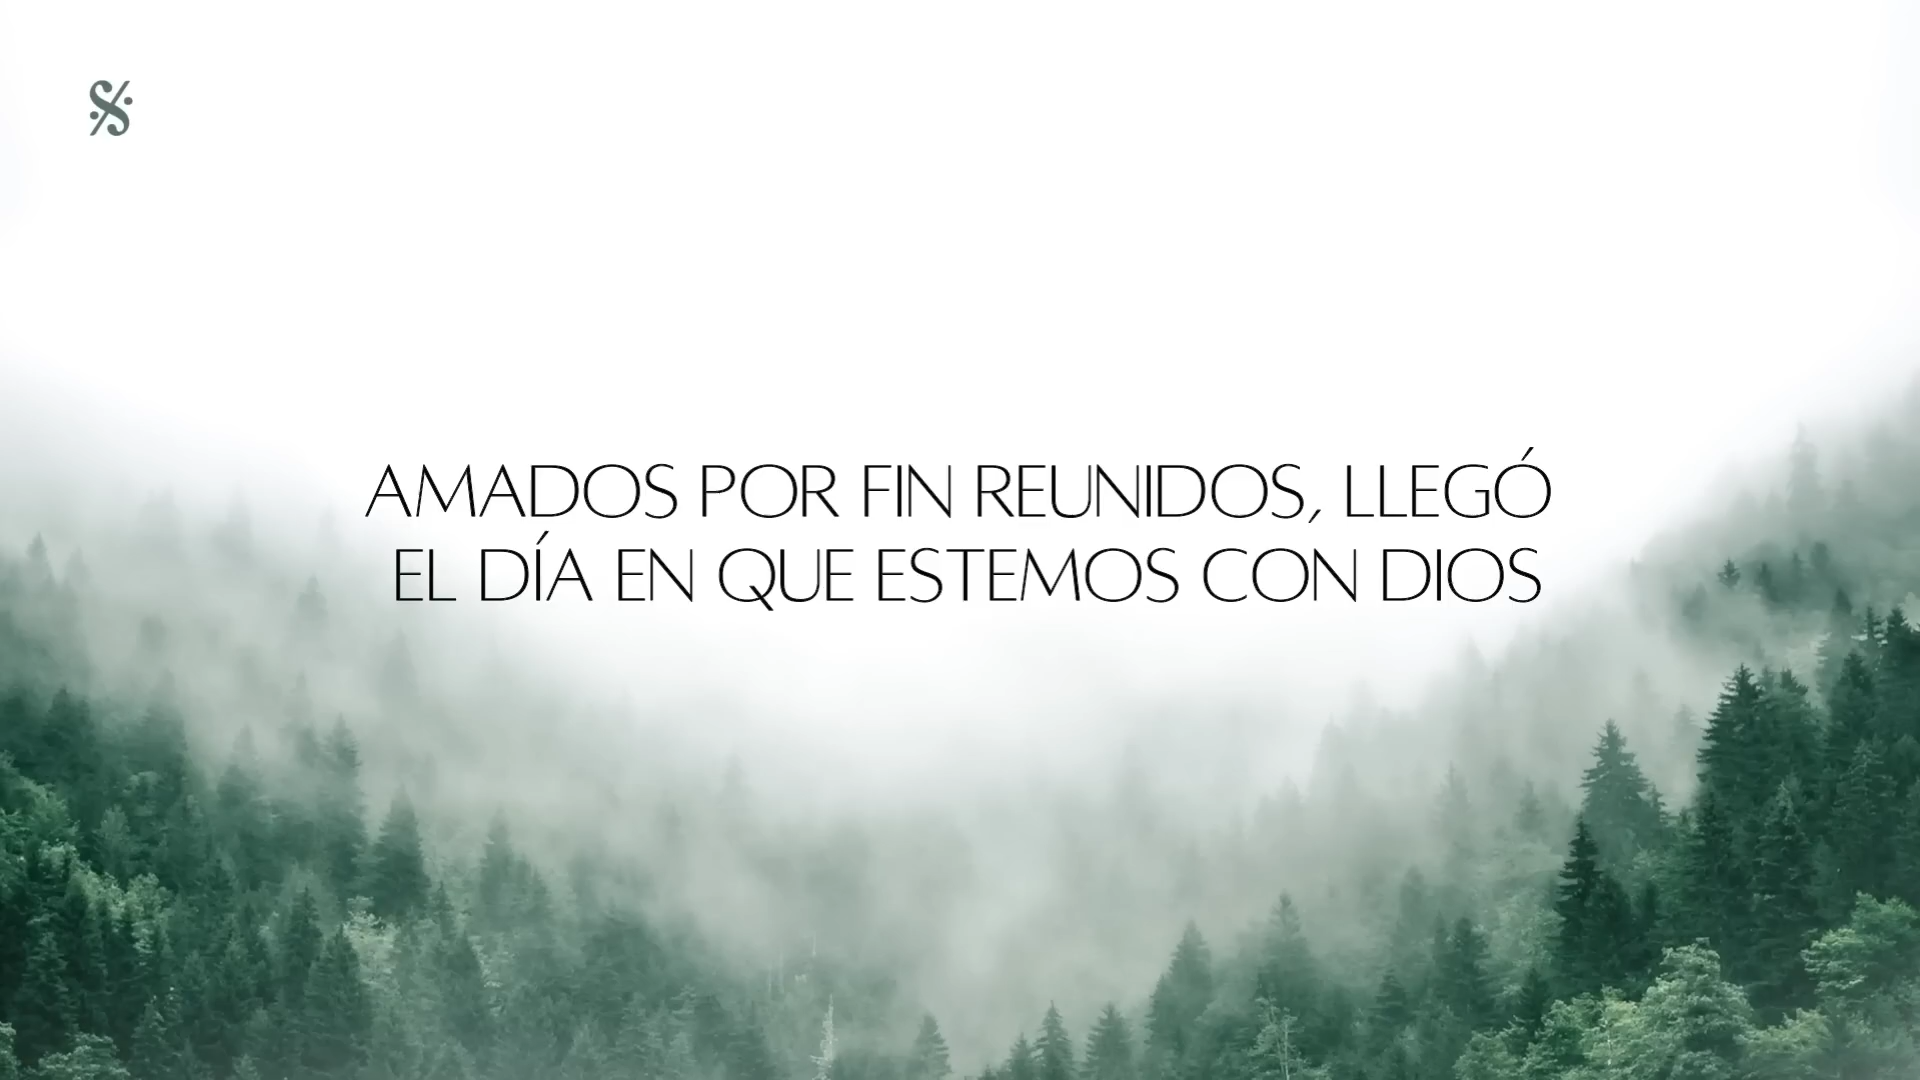 AMADOS POR FIN REUNIDOS, LLEGÓ
EL DÍA EN QUE ESTEMOS CON DIOS